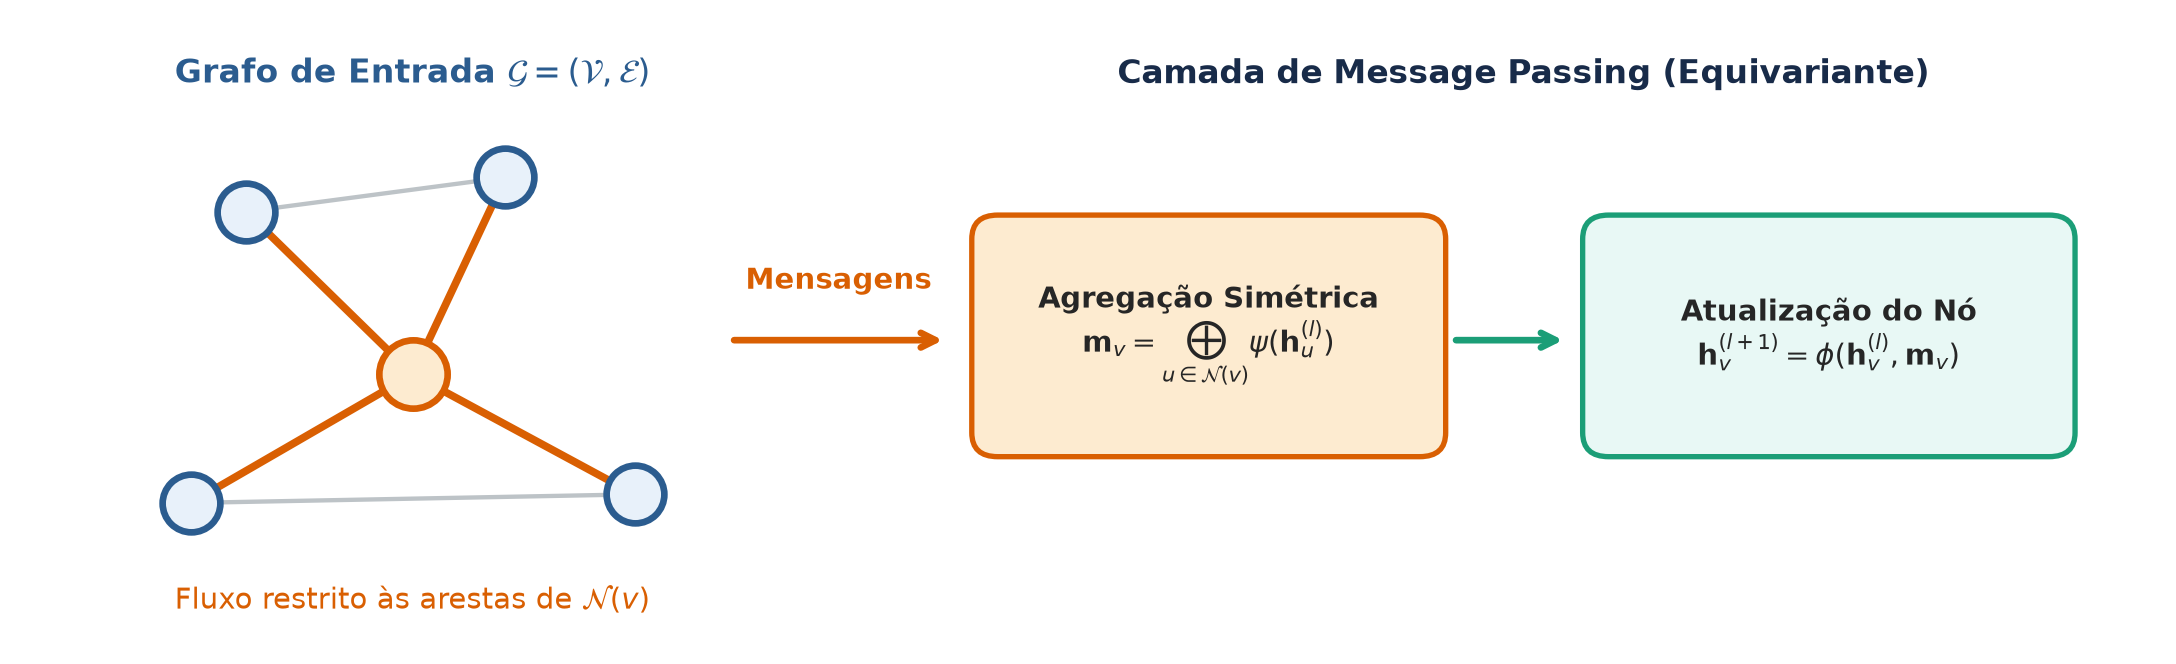 Grafo de Entrada 𝒢 = (𝒱, ℰ)
Camada de Message Passing (Equivariante)
Mensagens
Agregação Simétrica
𝐦_v = ⨁_{u ∈ 𝒩(v)} ψ(𝐡_u^{(l)})
Atualização do Nó
𝐡_v^{(l+1)} = ϕ(𝐡_v^{(l)}, 𝐦_v)
Fluxo restrito às arestas de 𝒩(v)